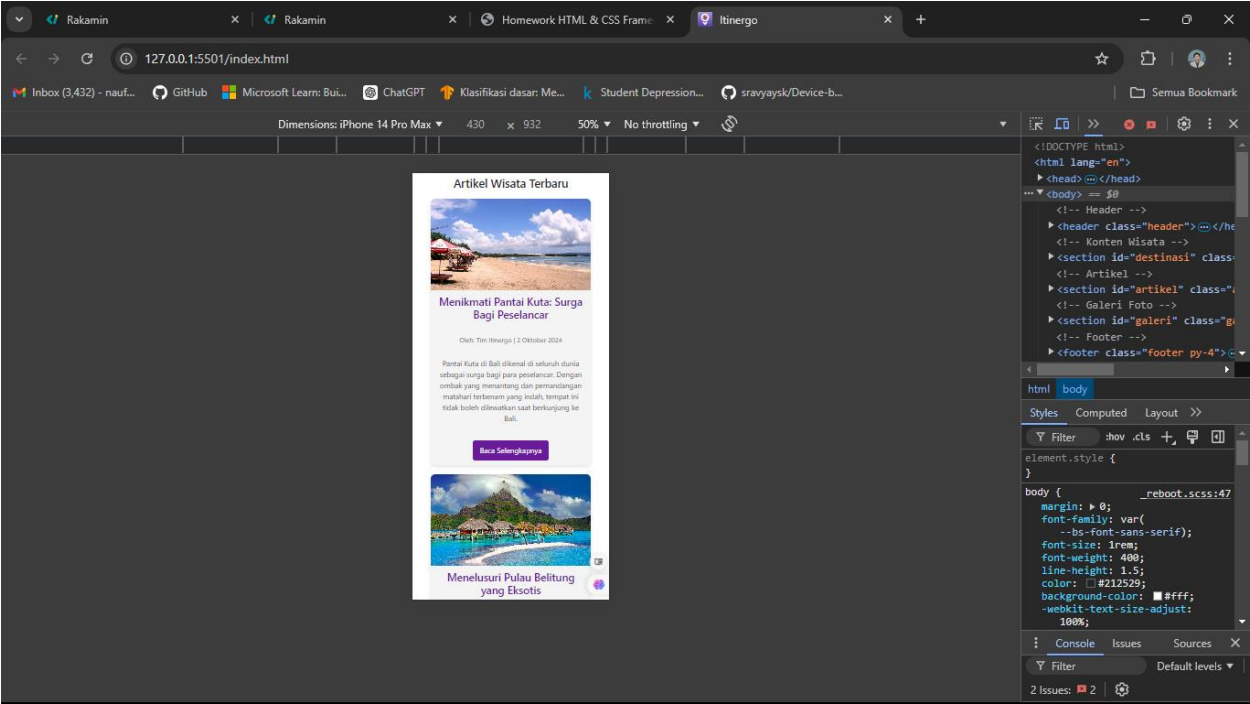 Rakamin
Rakamin
Homework HTML & CSS Frame
Itinergo
127.0.0.1:5501/index.html
Inbox (3,432) - nauf...
GitHub
Microsoft Learn: Bui...
ChatGPT
Klasifikasi dasar: Me...
Student Depression...
sravyaysk/Device-b...
Semua Bookmark
Dimensions: iPhone 14 Pro Max ▼ 430 x 932 50% ▼ No throttling ▼
Artikel Wisata Terbaru
Menikmati Pantai Kuta: Surga
Bagi Peselancar
Oleh: Tim Itinergo | 2 Oktober 2024
Pantai Kuta di Bali dikenal di seluruh dunia
sebagai surga bagi para peselancar. Dengan
ombak yang menantang dan pemandangan
matahari terbenam yang indah, tempat ini
tidak boleh dilewatkan saat berkunjung ke
Bali.
Baca Selengkapnya
Menelusuri Pulau Belitung
yang Eksotis
<!DOCTYPE html>
<html lang="en">
<head>…</head>
<body> == $0
<!-- Header -->
<header class="header">…</he
<!-- Konten Wisata -->
<section id="destinasi" class=
<!-- Artikel -->
<section id="artikel" class="a
<!-- Galeri Foto -->
<section id="galeri" class="ga
<!-- Footer -->
<footer class="footer py-4">
html body
Styles Computed Layout
Filter :hov .cls
element.style {
}
body { _reboot.scss:47
margin: ▶ 0;
font-family: var(
--bs-font-sans-serif);
font-size: 1rem;
font-weight: 400;
line-height: 1.5;
color: #212529;
background-color: #fff;
-webkit-text-size-adjust:
100%;
Console Issues Sources
Filter Default levels ▼
2 Issues: 2